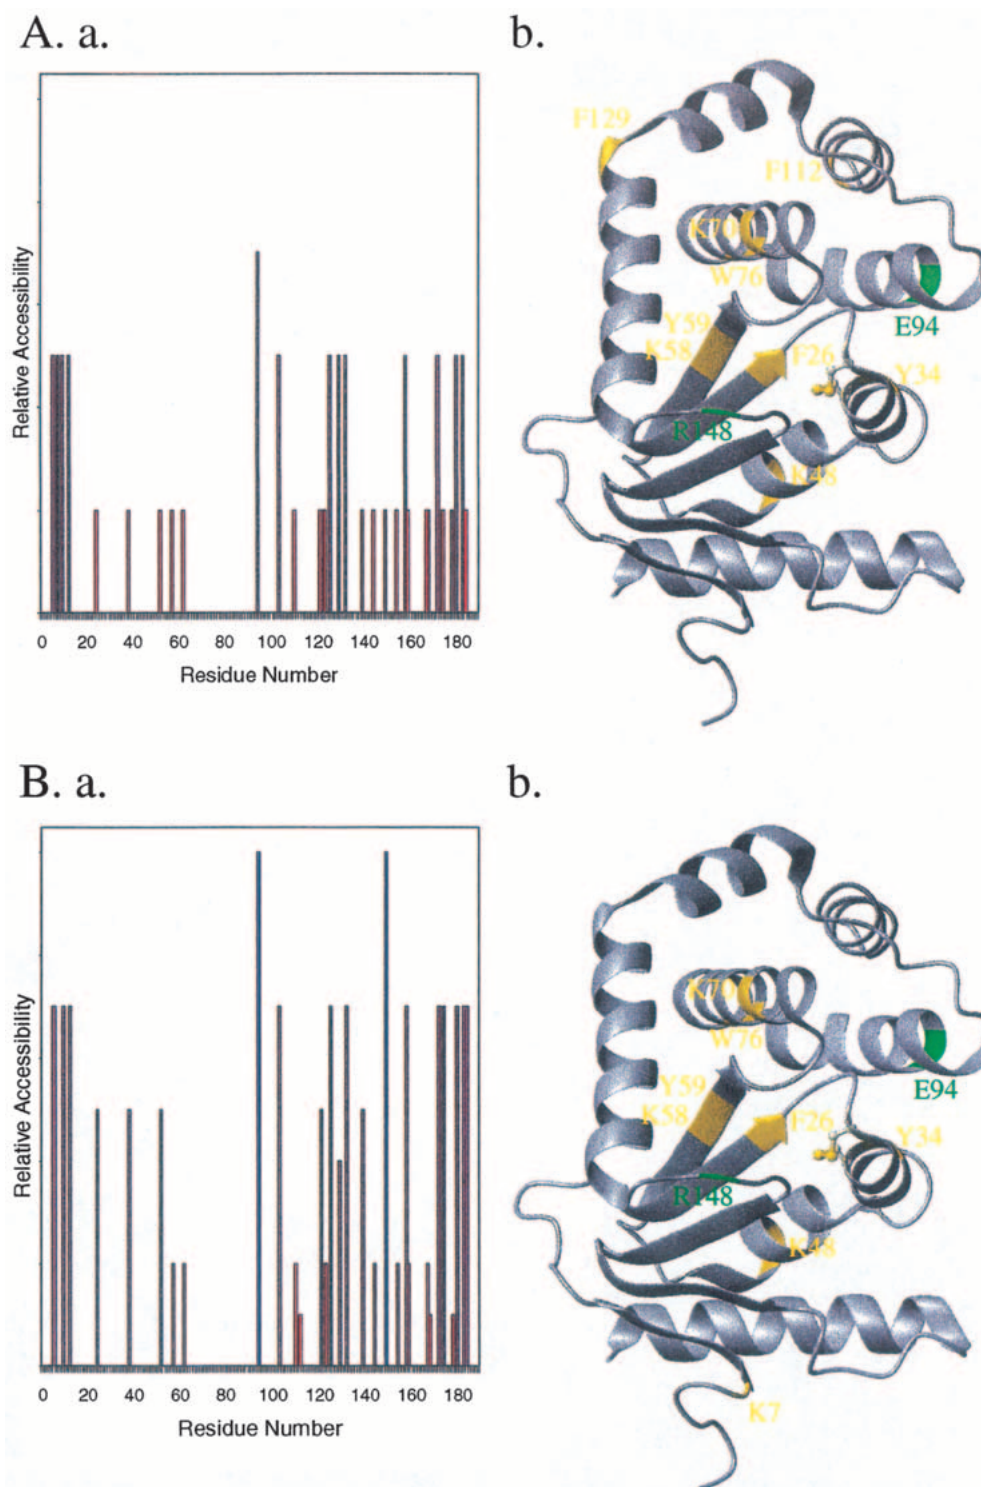 A. a.
b.
Relative Accessibility
0 20 40 60 80 100 120 140 160 180
Residue Number
F129
F112
K70
W76
E94
Y59
K58
F26
Y34
R148
K48
B. a.
b.
Relative Accessibility
0 20 40 60 80 100 120 140 160 180
Residue Number
K70
W76
E94
Y59
K58
F26
Y34
R148
K48
K7